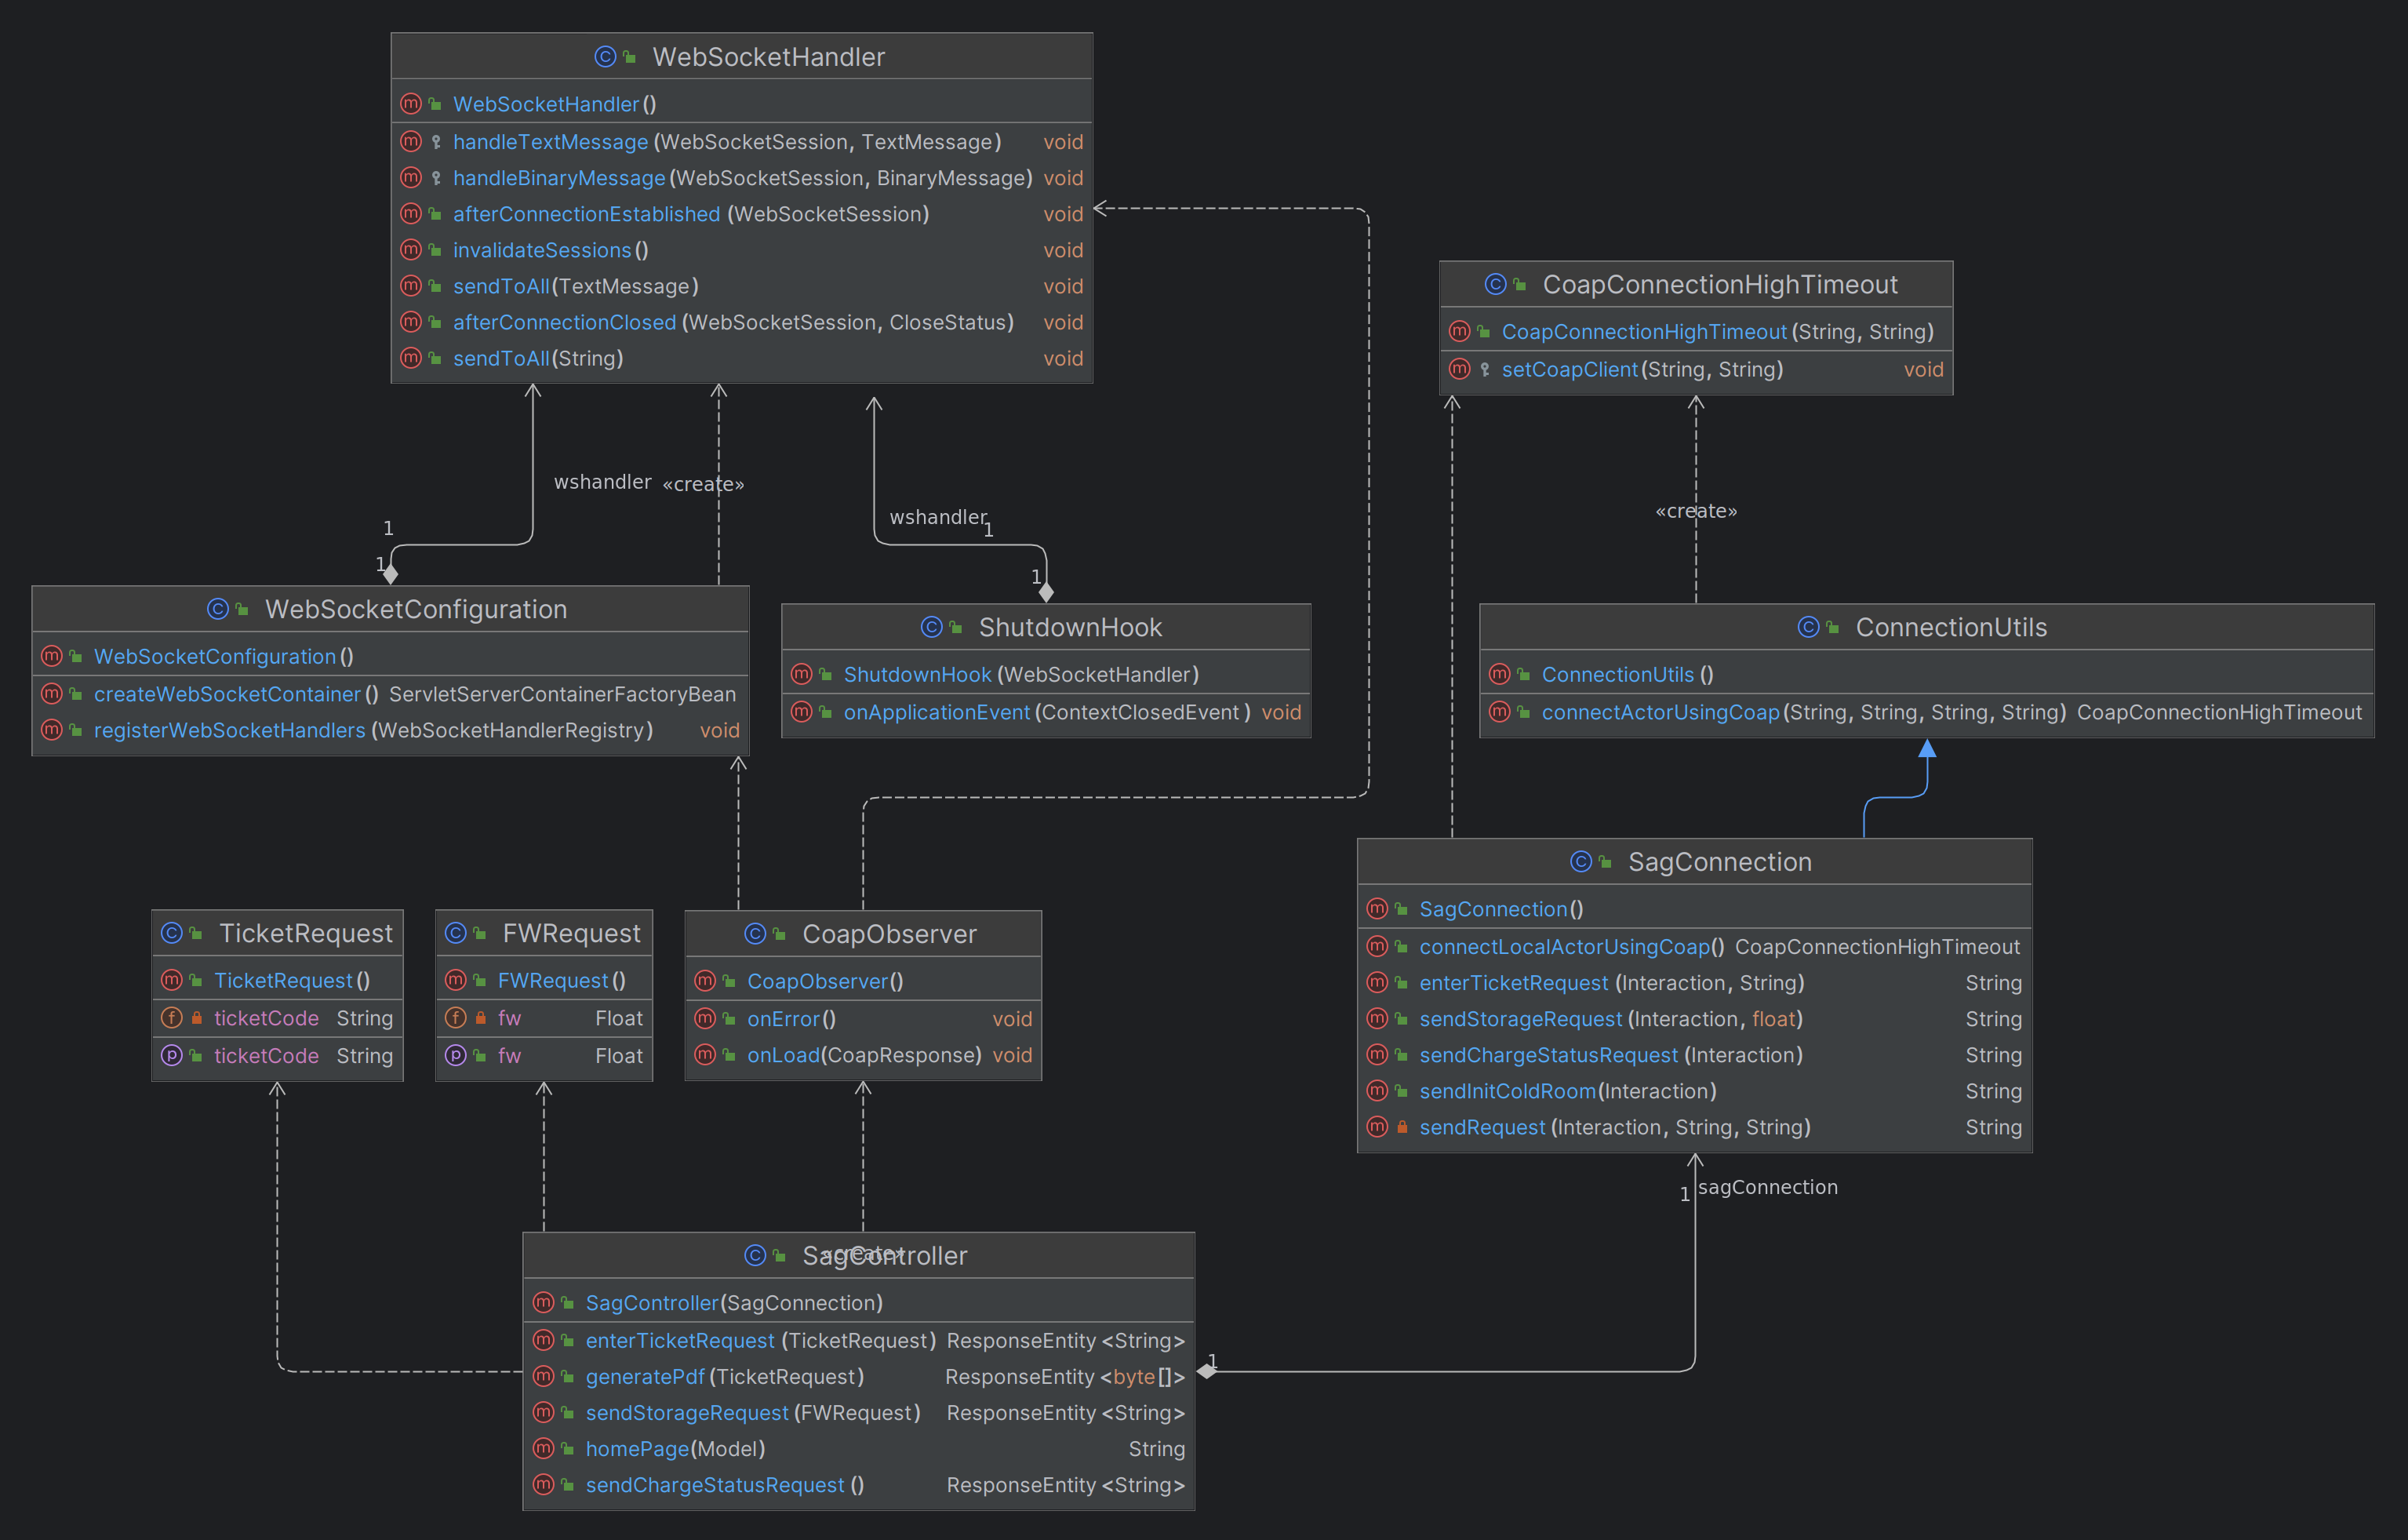 WebSocketHandler
WebSocketHandler()
handleTextMessage(WebSocketSession, TextMessage) void
handleBinaryMessage(WebSocketSession, BinaryMessage) void
afterConnectionEstablished(WebSocketSession) void
invalidateSessions() void
sendToAll(TextMessage) void
afterConnectionClosed(WebSocketSession, CloseStatus) void
sendToAll(String) void
CoapConnectionHighTimeout
CoapConnectionHighTimeout(String, String)
setCoapClient(String, String) void
wshandler
«create»
wshandler
«create»
1
1
1
1
WebSocketConfiguration
WebSocketConfiguration()
createWebSocketContainer() ServletServerContainerFactoryBean
registerWebSocketHandlers(WebSocketHandlerRegistry) void
ShutdownHook
ShutdownHook(WebSocketHandler)
onApplicationEvent(ContextClosedEvent) void
ConnectionUtils
ConnectionUtils()
connectActorUsingCoap(String, String, String, String) CoapConnectionHighTimeout
TicketRequest
TicketRequest()
ticketCode String
ticketCode String
FWRequest
FWRequest()
fw Float
fw Float
CoapObserver
CoapObserver()
onError() void
onLoad(CoapResponse) void
SagConnection
SagConnection()
connectLocalActorUsingCoap() CoapConnectionHighTimeout
enterTicketRequest(Interaction, String) String
sendStorageRequest(Interaction, float) String
sendChargeStatusRequest(Interaction) String
sendInitColdRoom(Interaction) String
sendRequest(Interaction, String, String) String
1 sagConnection
«create»
SagController
SagController(SagConnection)
enterTicketRequest(TicketRequest) ResponseEntity<String>
generatePdf(TicketRequest) ResponseEntity<byte[]>
sendStorageRequest(FWRequest) ResponseEntity<String>
homePage(Model) String
sendChargeStatusRequest() ResponseEntity<String>
1